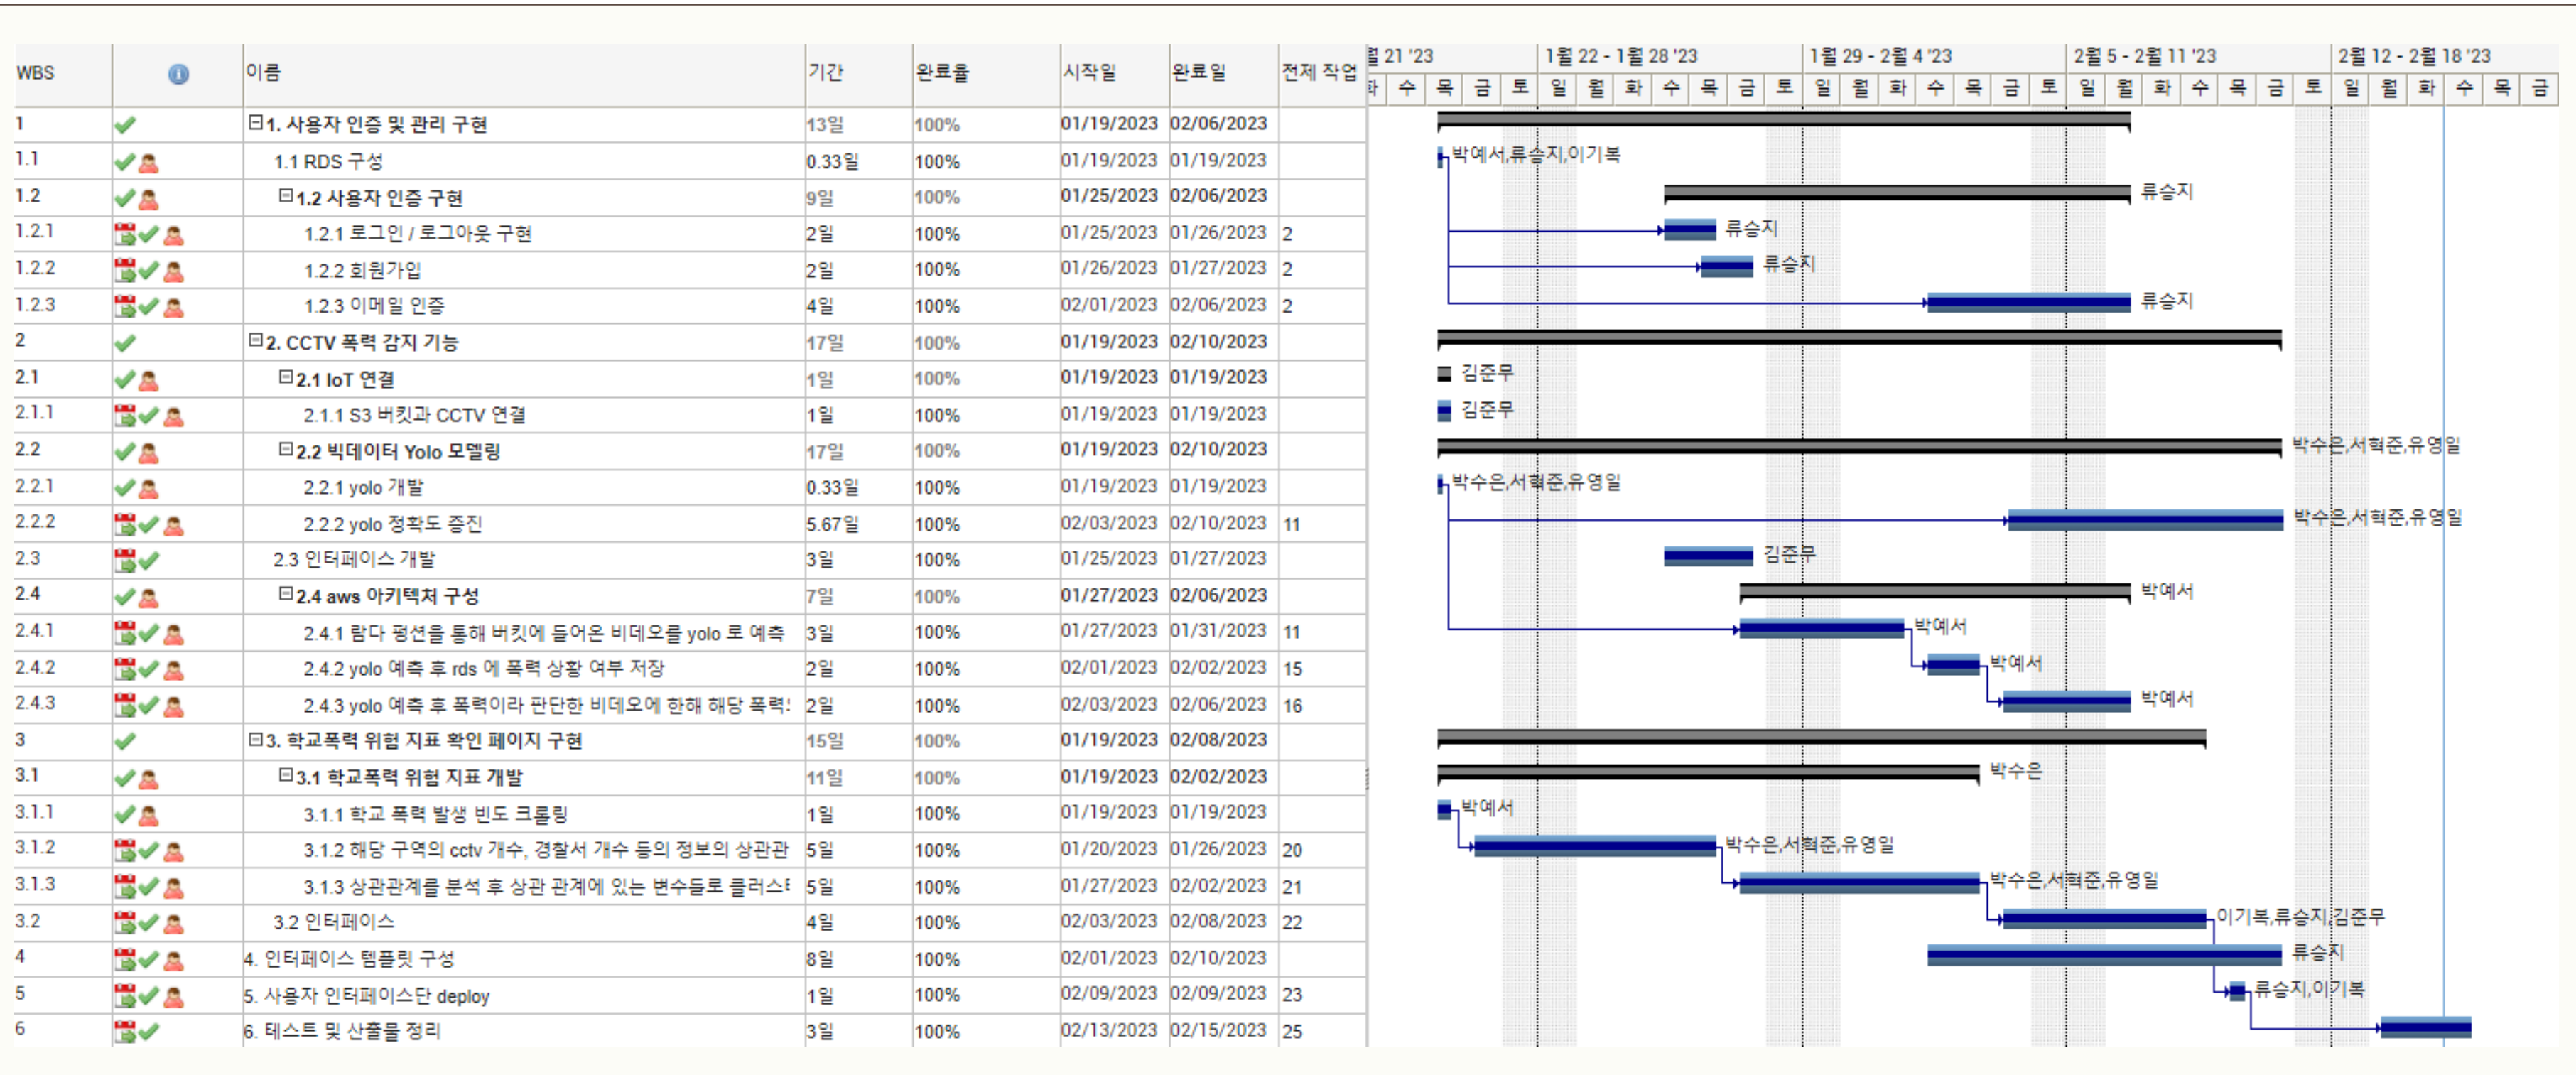 WBS 이름 기간 완료율 시작일 완료일 전제 작업
월 21 '23 1월 22 - 1월 28 '23 1월 29 - 2월 4 '23 2월 5 - 2월 11 '23 2월 12 - 2월 18 '23
화 수 목 금 토 일 월 화 수 목 금 토 일 월 화 수 목 금 토 일 월 화 수 목 금 토 일 월 화 수 목 금
1 1. 사용자 인증 및 관리 구현 13일 100% 01/19/2023 02/06/2023
1.1 1.1 RDS 구성 0.33일 100% 01/19/2023 01/19/2023 박예서,류승지,이기복
1.2 1.2 사용자 인증 구현 9일 100% 01/25/2023 02/06/2023 류승지
1.2.1 1.2.1 로그인 / 로그아웃 구현 2일 100% 01/25/2023 01/26/2023 2 류승지
1.2.2 1.2.2 회원가입 2일 100% 01/26/2023 01/27/2023 2 류승지
1.2.3 1.2.3 이메일 인증 4일 100% 02/01/2023 02/06/2023 2 류승지
2 2. CCTV 폭력 감지 기능 17일 100% 01/19/2023 02/10/2023
2.1 2.1 IoT 연결 1일 100% 01/19/2023 01/19/2023 김준무
2.1.1 2.1.1 S3 버킷과 CCTV 연결 1일 100% 01/19/2023 01/19/2023 김준무
2.2 2.2 빅데이터 Yolo 모델링 17일 100% 01/19/2023 02/10/2023 박수은,서혁준,유영일
2.2.1 2.2.1 yolo 개발 0.33일 100% 01/19/2023 01/19/2023 박수은,서혁준,유영일
2.2.2 2.2.2 yolo 정확도 증진 5.67일 100% 02/03/2023 02/10/2023 11 박수은,서혁준,유영일
2.3 2.3 인터페이스 개발 3일 100% 01/25/2023 01/27/2023 김준무
2.4 2.4 aws 아키텍처 구성 7일 100% 01/27/2023 02/06/2023 박예서
2.4.1 2.4.1 람다 펑션을 통해 버킷에 들어온 비데오를 yolo 로 예측 3일 100% 01/27/2023 01/31/2023 11 박예서
2.4.2 2.4.2 yolo 예측 후 rds 에 폭력 상황 여부 저장 2일 100% 02/01/2023 02/02/2023 15 박예서
2.4.3 2.4.3 yolo 예측 후 폭력이라 판단한 비데오에 한해 해당 폭력 2일 100% 02/03/2023 02/06/2023 16 박예서
3 3. 학교폭력 위험 지표 확인 페이지 구현 15일 100% 01/19/2023 02/08/2023
3.1 3.1 학교폭력 위험 지표 개발 11일 100% 01/19/2023 02/02/2023 박수은
3.1.1 3.1.1 학교 폭력 발생 빈도 크롤링 1일 100% 01/19/2023 01/19/2023 박예서
3.1.2 3.1.2 해당 구역의 cctv 개수, 경찰서 개수 등의 정보의 상관관 5일 100% 01/20/2023 01/26/2023 20 박수은,서혁준,유영일
3.1.3 3.1.3 상관관계를 분석 후 상관 관계에 있는 변수들로 클러스 5일 100% 01/27/2023 02/02/2023 21 박수은,서혁준,유영일
3.2 3.2 인터페이스 4일 100% 02/03/2023 02/08/2023 22 이기복,류승지,김준무
4 4. 인터페이스 템플릿 구성 8일 100% 02/01/2023 02/10/2023 류승지
5 5. 사용자 인터페이스단 deploy 1일 100% 02/09/2023 02/09/2023 23 류승지,이기복
6 6. 테스트 및 산출물 정리 3일 100% 02/13/2023 02/15/2023 25